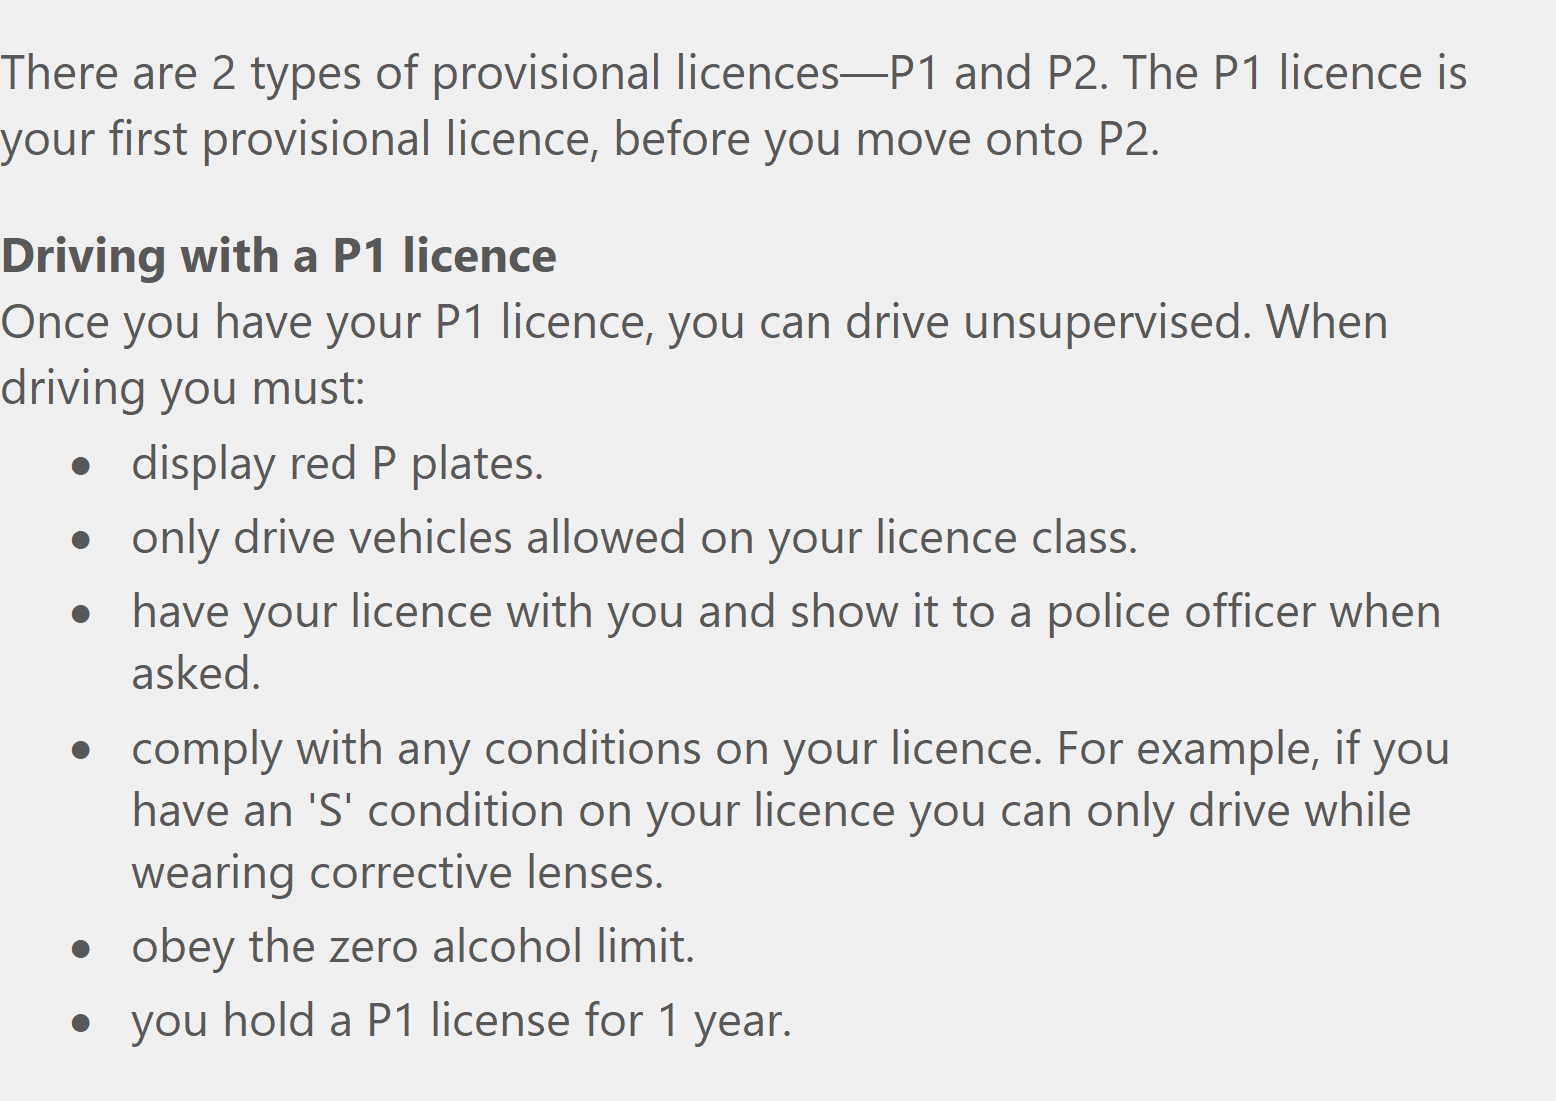 There are 2 types of provisional licences—P1 and P2. The P1 licence is
your first provisional licence, before you move onto P2.
Driving with a P1 licence
Once you have your P1 licence, you can drive unsupervised. When
driving you must:
● display red P plates.
● only drive vehicles allowed on your licence class.
● have your licence with you and show it to a police officer when
asked.
● comply with any conditions on your licence. For example, if you
have an 'S' condition on your licence you can only drive while
wearing corrective lenses.
● obey the zero alcohol limit.
● you hold a P1 license for 1 year.